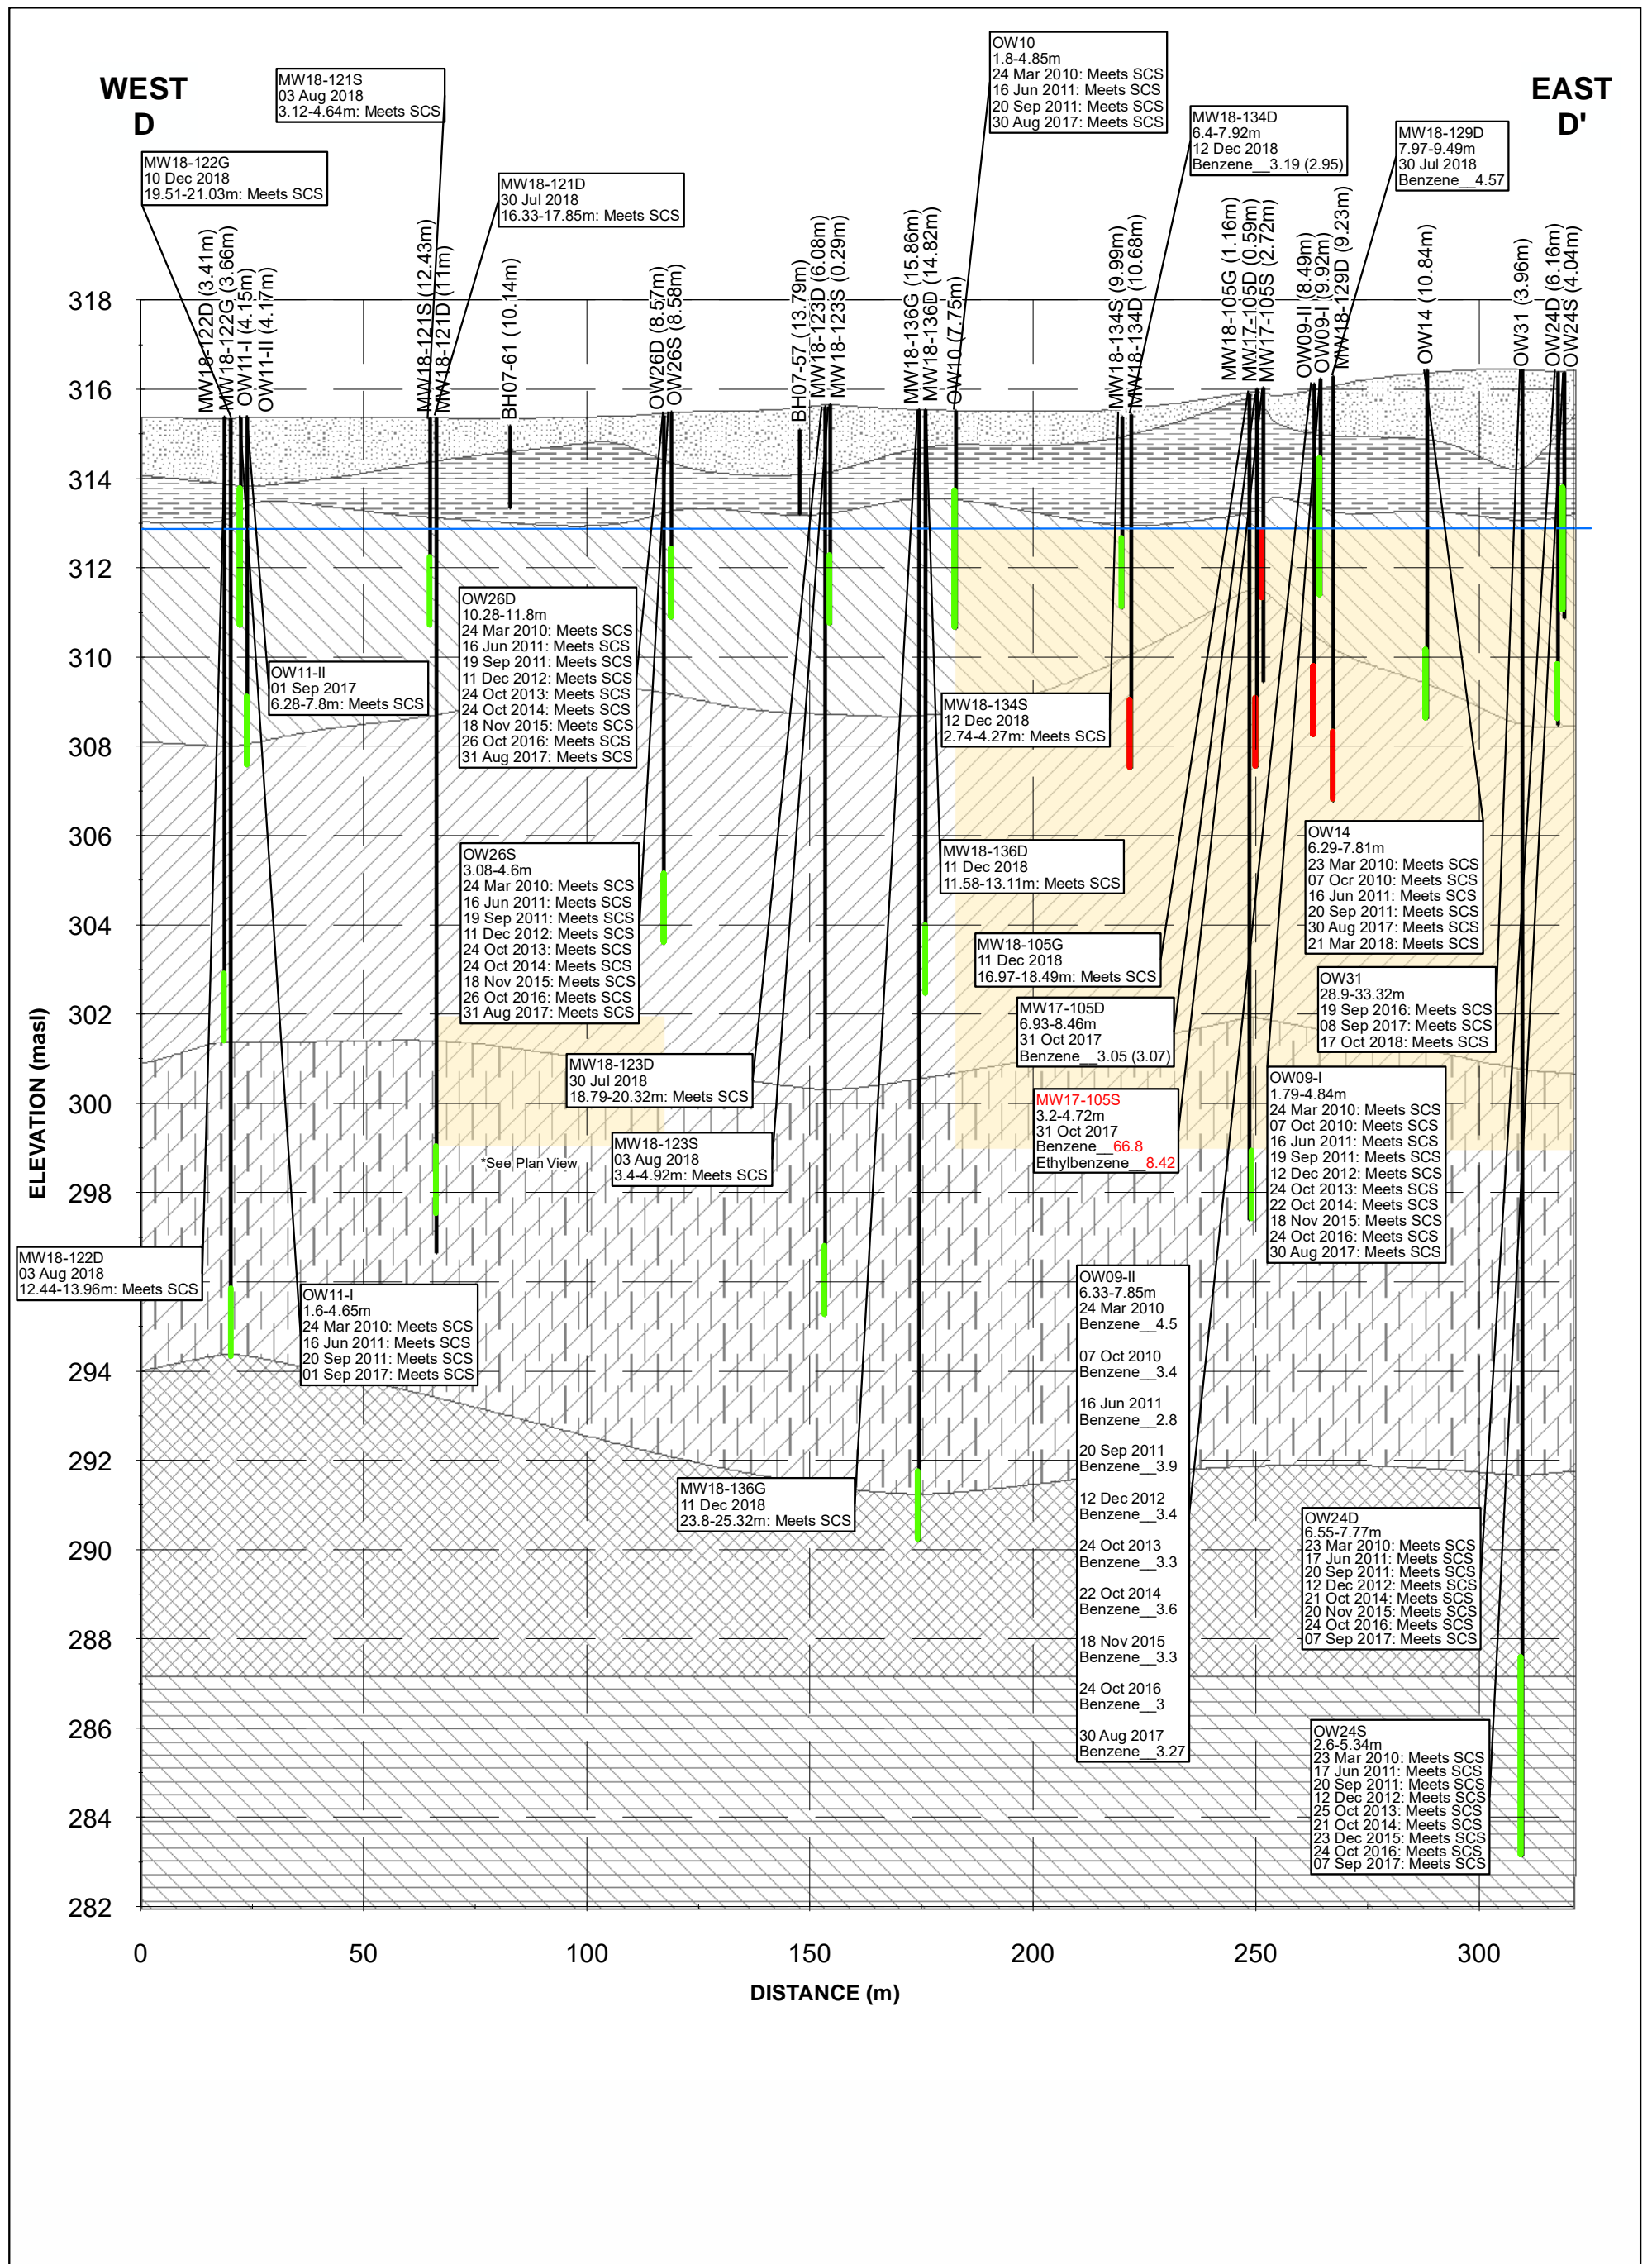 WEST
D
EAST
D'
MW18-121S
03 Aug 2018
3.12-4.64m: Meets SCS
OW10
1.8-4.85m
24 Mar 2010: Meets SCS
16 Jun 2011: Meets SCS
20 Sep 2011: Meets SCS
30 Aug 2017: Meets SCS
MW18-134D
6.4-7.92m
12 Dec 2018
Benzene__3.19 (2.95)
MW18-129D
7.97-9.49m
30 Jul 2018
Benzene__4.57
MW18-122G
10 Dec 2018
19.51-21.03m: Meets SCS
MW18-121D
30 Jul 2018
16.33-17.85m: Meets SCS
MW18-122D (3.41m)
MW18-122G (3.66m)
OW11-I (4.15m)
OW11-II (4.17m)
MW18-121S (12.43m)
MW18-121D (11m)
BH07-61 (10.14m)
OW26D (8.57m)
OW26S (8.58m)
BH07-57 (13.79m)
MW18-123D (6.08m)
MW18-123S (0.29m)
MW18-136G (15.86m)
MW18-136D (14.82m)
OW10 (7.75m)
MW18-134S (9.99m)
MW18-134D (10.68m)
MW18-105G (1.16m)
MW17-105D (0.59m)
MW17-105S (2.72m)
OW09-II (8.49m)
OW09-I (9.92m)
MW18-129D (9.23m)
OW14 (10.84m)
OW31 (3.96m)
OW24D (6.16m)
OW24S (4.04m)
318
316
314
312
310
308
306
304
302
300
298
294
292
290
288
286
284
282
ELEVATION (masl)
OW11-II
01 Sep 2017
6.28-7.8m: Meets SCS
OW26D
10.28-11.8m
24 Mar 2010: Meets SCS
16 Jun 2011: Meets SCS
19 Sep 2011: Meets SCS
11 Dec 2012: Meets SCS
24 Oct 2013: Meets SCS
24 Oct 2014: Meets SCS
18 Nov 2015: Meets SCS
26 Oct 2016: Meets SCS
31 Aug 2017: Meets SCS
MW18-134S
12 Dec 2018
2.74-4.27m: Meets SCS
OW26S
3.08-4.6m
24 Mar 2010: Meets SCS
16 Jun 2011: Meets SCS
19 Sep 2011: Meets SCS
11 Dec 2012: Meets SCS
24 Oct 2013: Meets SCS
24 Oct 2014: Meets SCS
18 Nov 2015: Meets SCS
26 Oct 2016: Meets SCS
31 Aug 2017: Meets SCS
MW18-136D
11 Dec 2018
11.58-13.11m: Meets SCS
OW14
6.29-7.81m
23 Mar 2010: Meets SCS
07 Ocr 2010: Meets SCS
16 Jun 2011: Meets SCS
20 Sep 2011: Meets SCS
30 Aug 2017: Meets SCS
21 Mar 2018: Meets SCS
MW18-105G
11 Dec 2018
16.97-18.49m: Meets SCS
OW31
28.9-33.32m
19 Sep 2016: Meets SCS
08 Sep 2017: Meets SCS
17 Oct 2018: Meets SCS
MW17-105D
6.93-8.46m
31 Oct 2017
Benzene__3.05 (3.07)
MW18-123D
30 Jul 2018
18.79-20.32m: Meets SCS
OW09-I
1.79-4.84m
24 Mar 2010: Meets SCS
07 Oct 2010: Meets SCS
16 Jun 2011: Meets SCS
19 Sep 2011: Meets SCS
12 Dec 2012: Meets SCS
24 Oct 2013: Meets SCS
22 Oct 2014: Meets SCS
18 Nov 2015: Meets SCS
24 Oct 2016: Meets SCS
30 Aug 2017: Meets SCS
MW17-105S
3.2-4.72m
31 Oct 2017
Benzene__66.8
Ethylbenzene__8.42
MW18-123S
03 Aug 2018
3.4-4.92m: Meets SCS
*See Plan View
MW18-122D
03 Aug 2018
12.44-13.96m: Meets SCS
OW11-I
1.6-4.65m
24 Mar 2010: Meets SCS
16 Jun 2011: Meets SCS
20 Sep 2011: Meets SCS
01 Sep 2017: Meets SCS
OW09-II
6.33-7.85m
24 Mar 2010
Benzene__4.5
07 Oct 2010
Benzene__3.4
16 Jun 2011
Benzene__2.8
20 Sep 2011
Benzene__3.9
12 Dec 2012
Benzene__3.4
24 Oct 2013
Benzene__3.3
22 Oct 2014
Benzene__3.6
18 Nov 2015
Benzene__3.3
24 Oct 2016
Benzene__3
30 Aug 2017
Benzene__3.27
MW18-136G
11 Dec 2018
23.8-25.32m: Meets SCS
OW24D
6.55-7.77m
23 Mar 2010: Meets SCS
17 Jun 2011: Meets SCS
20 Sep 2011: Meets SCS
12 Dec 2012: Meets SCS
21 Oct 2014: Meets SCS
20 Nov 2015: Meets SCS
24 Oct 2016: Meets SCS
07 Sep 2017: Meets SCS
OW24S
2.6-5.34m
23 Mar 2010: Meets SCS
17 Jun 2011: Meets SCS
20 Sep 2011: Meets SCS
12 Dec 2012: Meets SCS
25 Oct 2013: Meets SCS
21 Oct 2014: Meets SCS
23 Dec 2015: Meets SCS
24 Oct 2016: Meets SCS
07 Sep 2017: Meets SCS
0
50
100
150
200
250
300
DISTANCE (m)